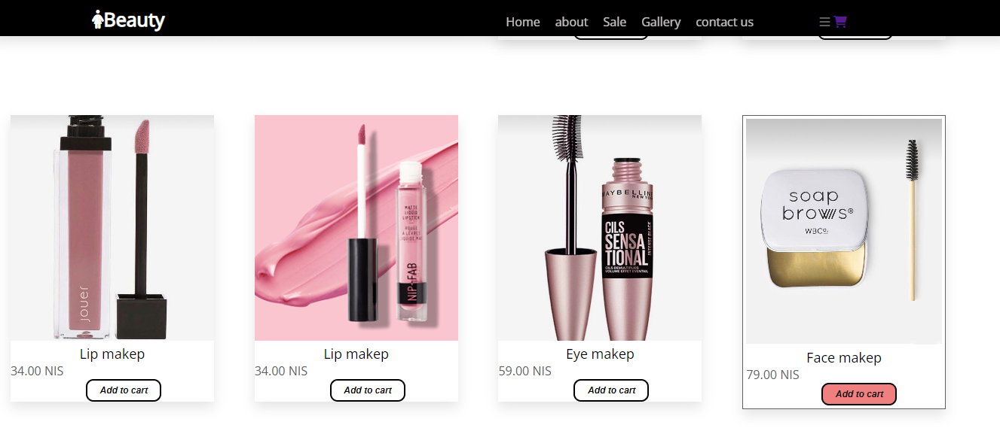 Beauty
Home about Sale Gallery contact us
jouer
MATTE
LIQUID
LIPSTICK
ROUGE
À LÈVRES
LIQUIDE MAT
NIP+FAB
MAYBELLINE
NEW YORK
CILS
SENSA
TIONAL
INTENSE BLACK
CILS DÉMULTIPLIÉS
VOLUME EFFET ÉVENTAIL
soap
brows®
WBCo.
Lip makep
34.00 NIS
Add to cart
Lip makep
34.00 NIS
Add to cart
Eye makep
59.00 NIS
Add to cart
Face makep
79.00 NIS
Add to cart